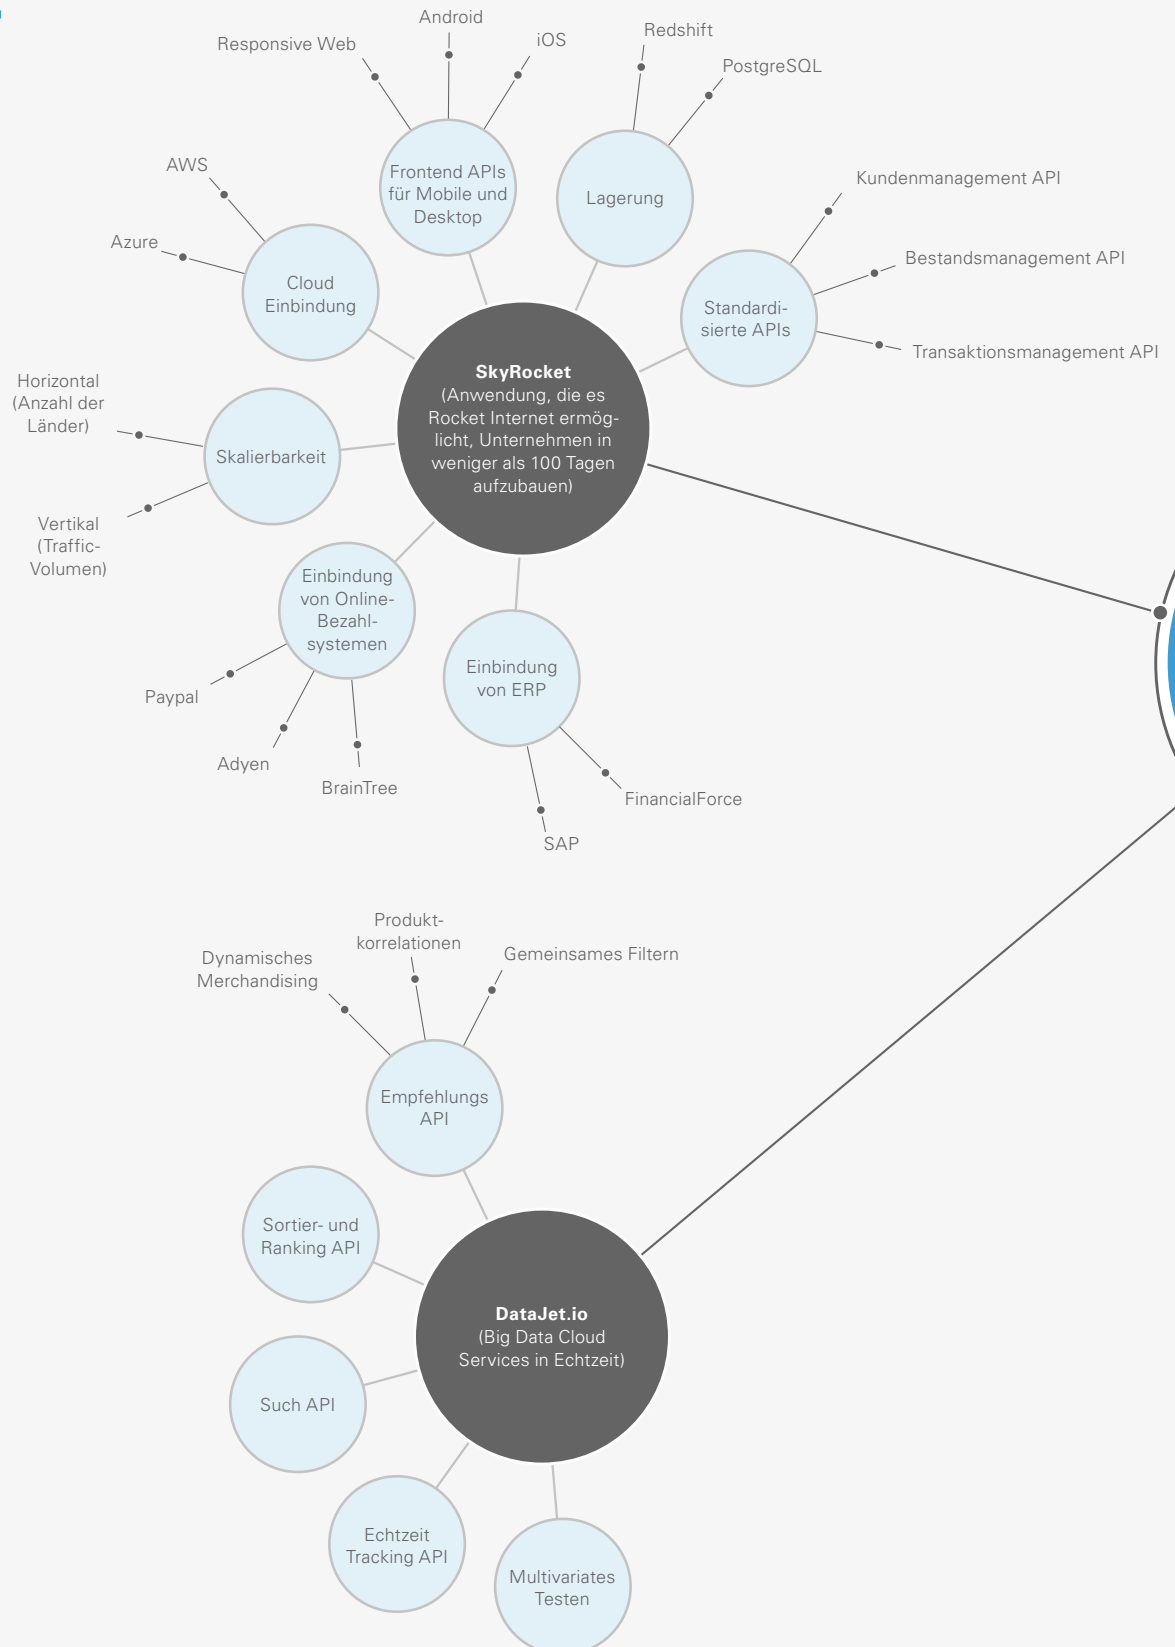 Android
iOS
Responsive Web
Redshift
PostgreSQL
Frontend APIs
für Mobile und
Desktop
Lagerung
AWS
Azure
Cloud
Einbindung
Kundenmanagement API
Bestandsmanagement API
Transaktionsmanagement API
Standardi-
sierte APIs
SkyRocket
(Anwendung, die es
Rocket Internet ermög-
licht, Unternehmen in
weniger als 100 Tagen
aufzubauen)
Horizontal
(Anzahl der
Länder)
Skalierbarkeit
Vertikal
(Traffic-
Volumen)
Einbindung
von Online-
Bezahl-
systemen
Einbindung
von ERP
Paypal
Adyen
BrainTree
FinancialForce
SAP
Produkt-
korrelationen
Dynamisches
Merchandising
Gemeinsames Filtern
Empfehlungs
API
Sortier- und
Ranking API
DataJet.io
(Big Data Cloud
Services in Echtzeit)
Such API
Echtzeit
Tracking API
Multivariates
Testen